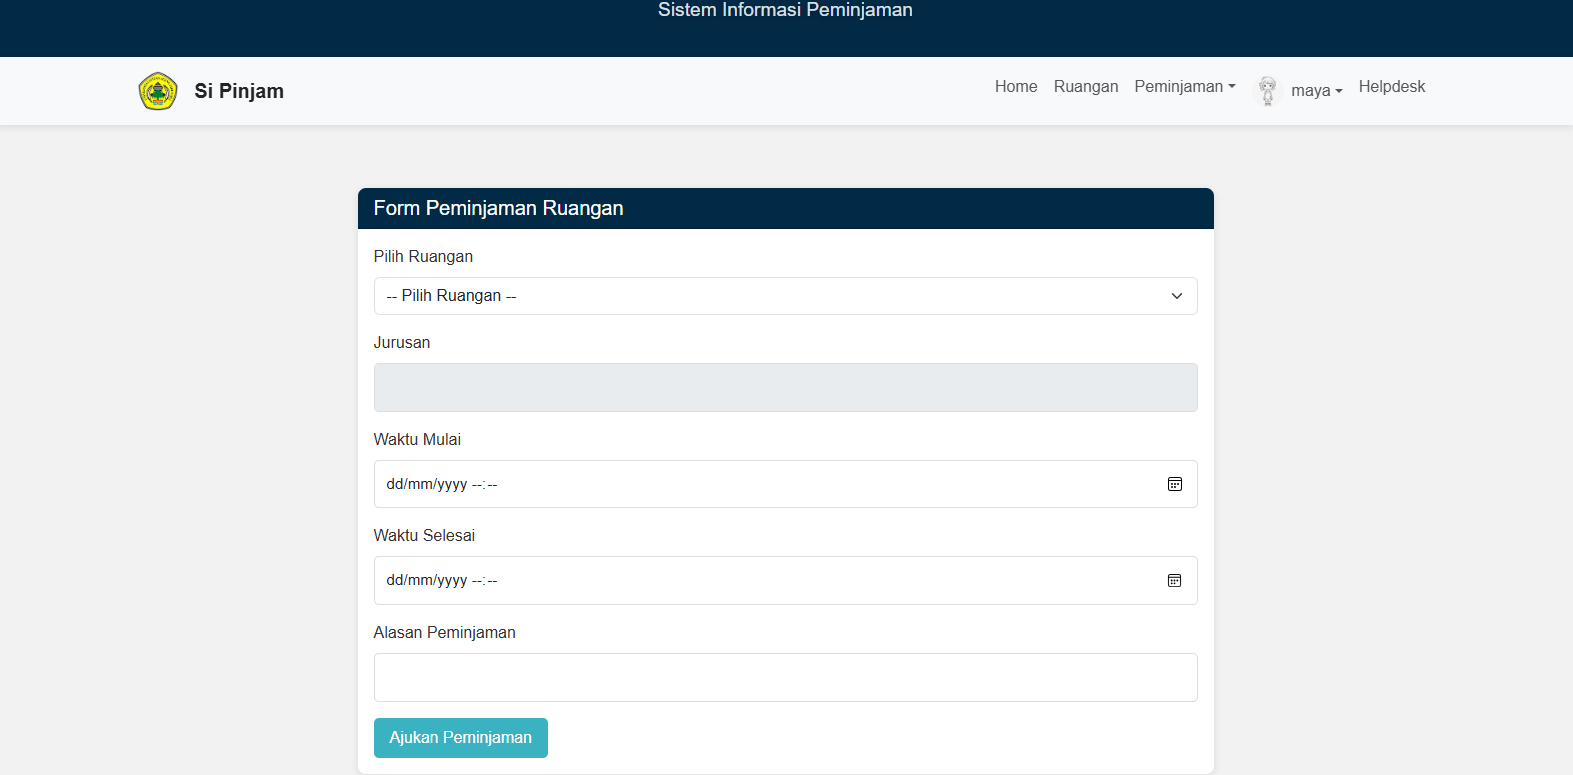 Sistem Informasi Peminjaman
Si Pinjam
Home Ruangan Peminjaman maya Helpdesk
Form Peminjaman Ruangan
Pilih Ruangan
-- Pilih Ruangan --
Jurusan
Waktu Mulai
dd/mm/yyyy --:--
Waktu Selesai
dd/mm/yyyy --:--
Alasan Peminjaman
Ajukan Peminjaman